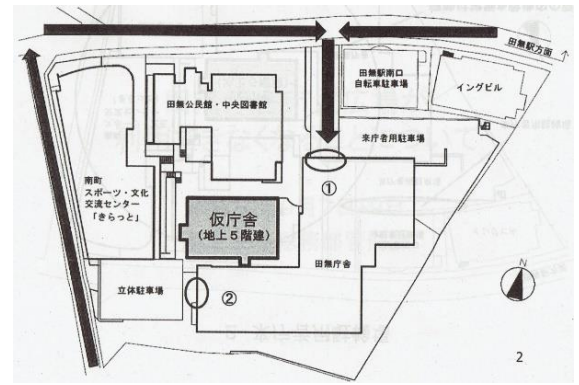 田無駅方面
田無駅南口
自転車駐車場
イングビル
田無公民館・中央図書館
来庁者用駐車場
①
南町
スポーツ・文化
交流センター
「きらっと」
仮庁舎
(地上5階建)
田無庁舎
立体駐車場
②
N
2